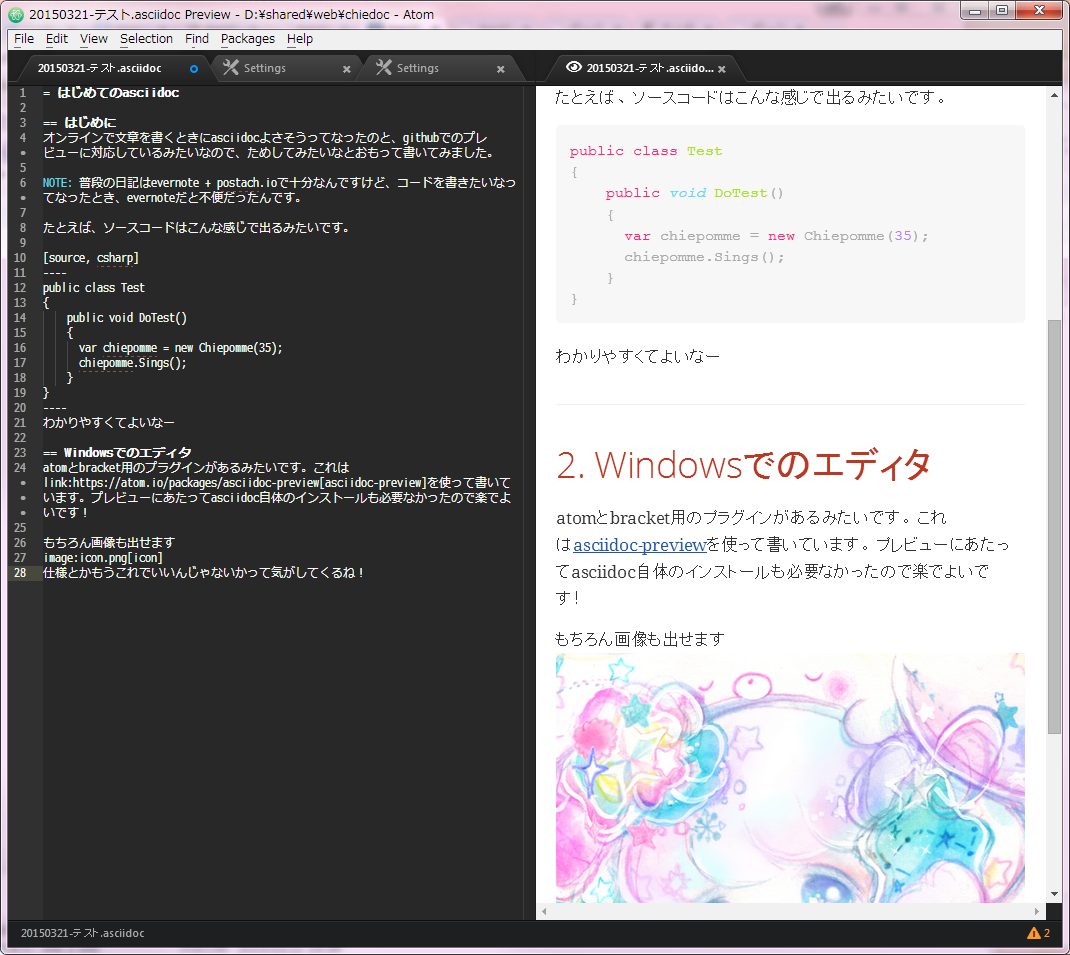 20150321-テスト.asciidoc Preview - D:¥shared¥web¥chiedoc - Atom
File Edit View Selection Find Packages Help
20150321-テスト.asciidoc
Settings
Settings
20150321-テスト.asciido...
1 = はじめてのasciidoc
2
3 == はじめに
4 オンラインで文章を書くときにasciidocよさそうってなったのと、githubでのプレ
ビューに対応しているみたいなので、ためしてみたいなとおもって書いてみました。
5
6 NOTE: 普段の日記はevernote + postach.ioで十分なんですけど、コードを書きたいなっ
• てなったとき、evernoteだと不便だったんです。
7
8 たとえば、ソースコードはこんな感じで出るみたいです。
9
10 [source, csharp]
11 ----
12 public class Test
13 {
14 public void DoTest()
15 {
16 var chiepomme = new Chiepomme(35);
17 chiepomme.Sings();
18 }
19 }
20 ----
21 わかりやすくてよいなー
22
23 == Windowsでのエディタ
24 atomとbracket用のプラグインがあるみたいです。これは
• link:https://atom.io/packages/asciidoc-preview[asciidoc-preview]を使って書いて
• います。プレビューにあたってasciidoc自体のインストールも必要なかったので楽でよ
• いです！
25
26 もちろん画像も出せます
27 image:icon.png[icon]
28 仕様とかもうこれでいいんじゃないかって気がしてくるね！
たとえば、ソースコードはこんな感じで出るみたいです。
public class Test
{
public void DoTest()
{
var chiepomme = new Chiepomme(35);
chiepomme.Sings();
}
}
わかりやすくてよいなー
2. Windowsでのエディタ
atomとbracket用のプラグインがあるみたいです。これ
はasciidoc-previewを使って書いています。プレビューにあたっ
てasciidoc自体のインストールも必要なかったので楽でよいで
す！
もちろん画像も出せます
20150321-テスト.asciidoc
2